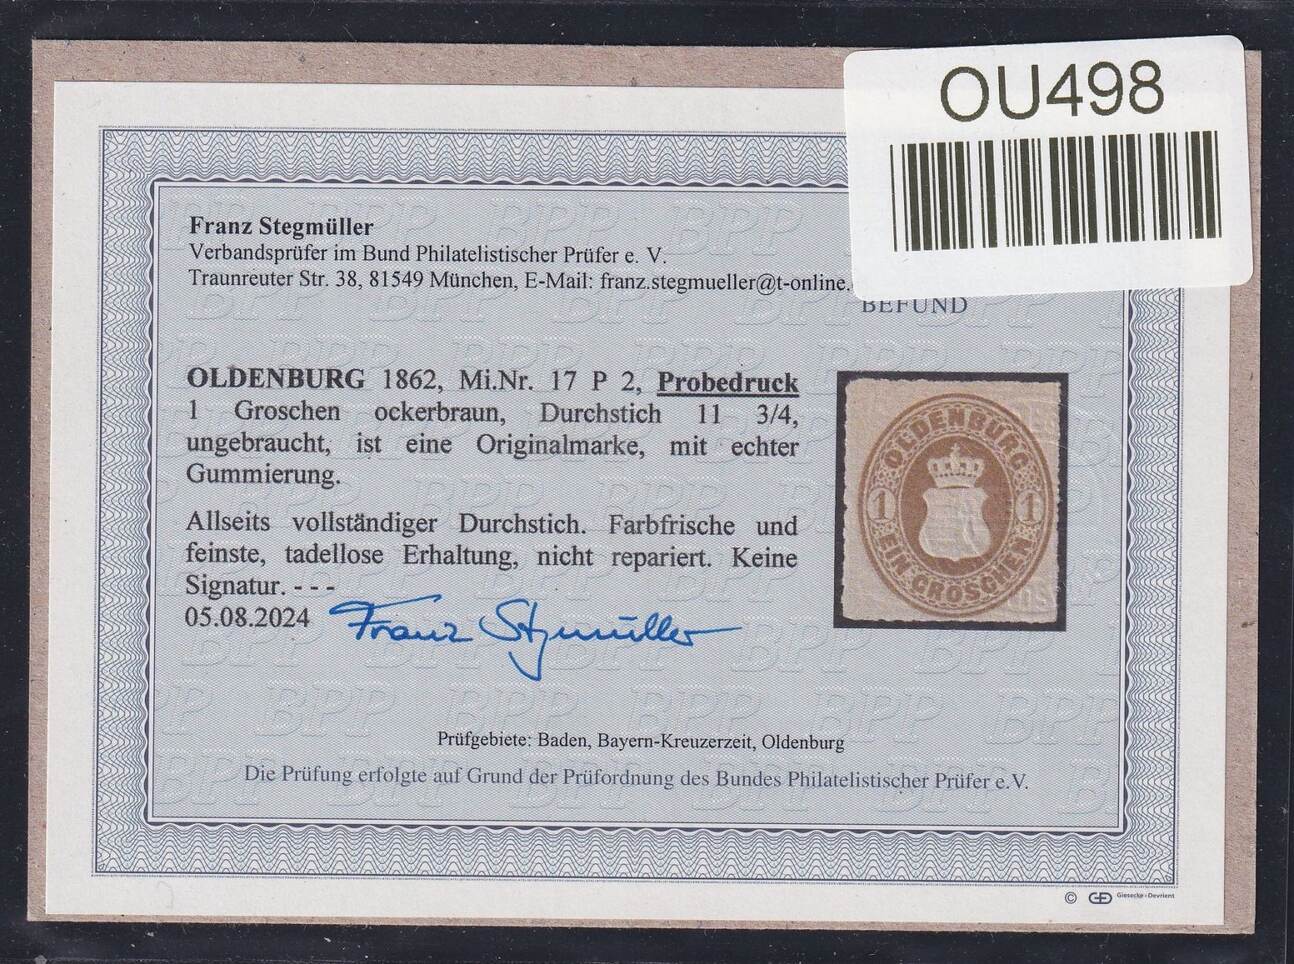 OU498
Franz Stegmüller
Verbandsprüfer im Bund Philatelistischer Prüfer e. V.
Traunreuter Str. 38, 81549 München, E-Mail: franz.stegmueller@t-online.
BEFUND
OLDENBURG 1862, Mi.Nr. 17 P 2, Probedruck
1 Groschen ockerbraun, Durchstich 11 3/4,
ungebraucht, ist eine Originalmarke, mit echter
Gummierung.
Allseits vollständiger Durchstich. Farbfrische und
feinste, tadellose Erhaltung, nicht repariert. Keine
Signatur. - - -
05.08.2024 Franz Stegmüller
OLDENBURG
1 1
EIN·GROSCHEN
Prüfgebiete: Baden, Bayern-Kreuzerzeit, Oldenburg
Die Prüfung erfolgte auf Grund der Prüfordnung des Bundes Philatelistischer Prüfer e.V.
© Giesecke+Devrient